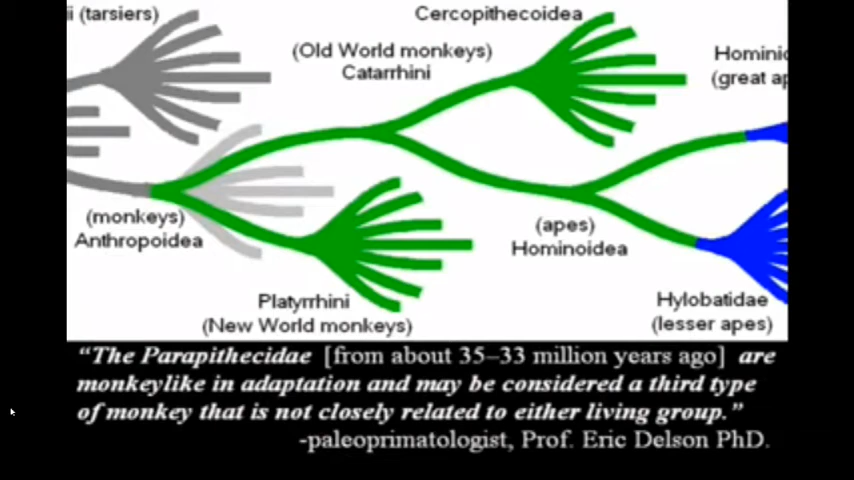 ii (tarsiers)
Cercopithecoidea
(Old World monkeys)
Catarrhini
(great
(monkeys)
Anthropoidea
(apes)
Hominoidea
Platyrrhini
(New World monkeys)
Hylobatidae
(lesser apes)
“The Parapithecidae [from about 35–33 million years ago] are
monkeylike in adaptation and may be considered a third type
of monkey that is not closely related to either living group.”
-paleoprimatologist, Prof. Eric Delson PhD.